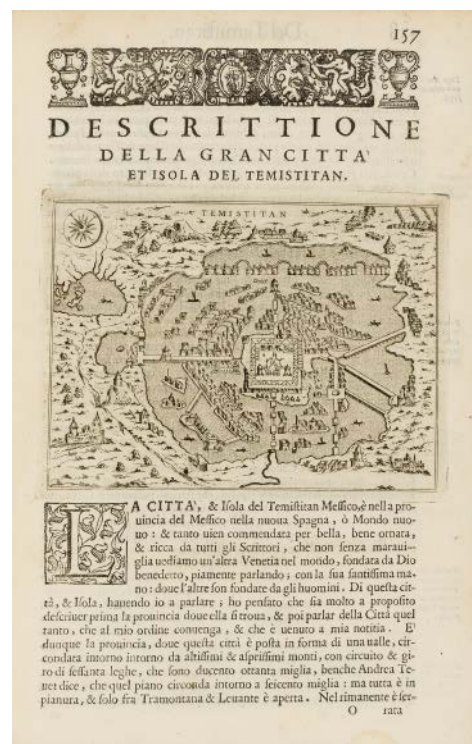 157
DESCRITTIONE
DELLA GRAN CITTA'
ET ISOLA DEL TEMISTITAN.
TEMISTITAN
LA CITTA', & Isola del Temistitan Messico, è nella pro-
uincia del Messico nella nuoua Spagna, ò Mondo nuo-
uo : & tanto uien commendata per bella, bene ornata,
& ricca da tutti gli Scrittori, che non senza maraui-
glia uediamo un'altra Venetia nel mondo, fondata da Dio
benedetto, piamente parlando ; con la sua santissima ma-
no : doue l'altre son fondate da gli huomini. Di questa cit-
tà, & Isola, hauendo io a parlare ; ho pensato che sia molto a proposito
descriuer prima la prouincia doue ella si troua, & poi parlar della Città quel
tanto, che al mio ordine conuenga, & che è uenuto a mia notitia. E'
dunque la prouincia, doue questa città è posta in forma di una ualle, cir-
condata intorno intorno da altissimi & asprissimi monti, con circuito & gi-
ro di sessanta leghe, che sono ducento ottanta miglia, benche Andrea Te-
uet dice, che quel piano circonda intorno a seicento miglia : ma tutta è in
pianura, & solo fra Tramontana & Leuante è aperta. Nel rimanente è ser-
O rata